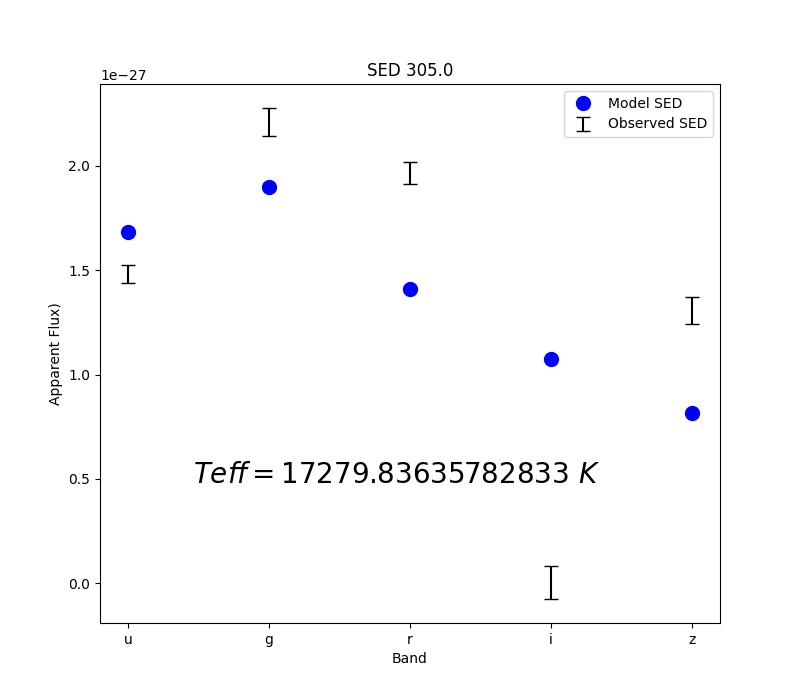 SED 305.0
1e−27
Model SED
Observed SED
2.0
1.5
1.0
0.5
0.0
Apparent Flux)
Teff = 17279.83635782833 K
u g r i z
Band